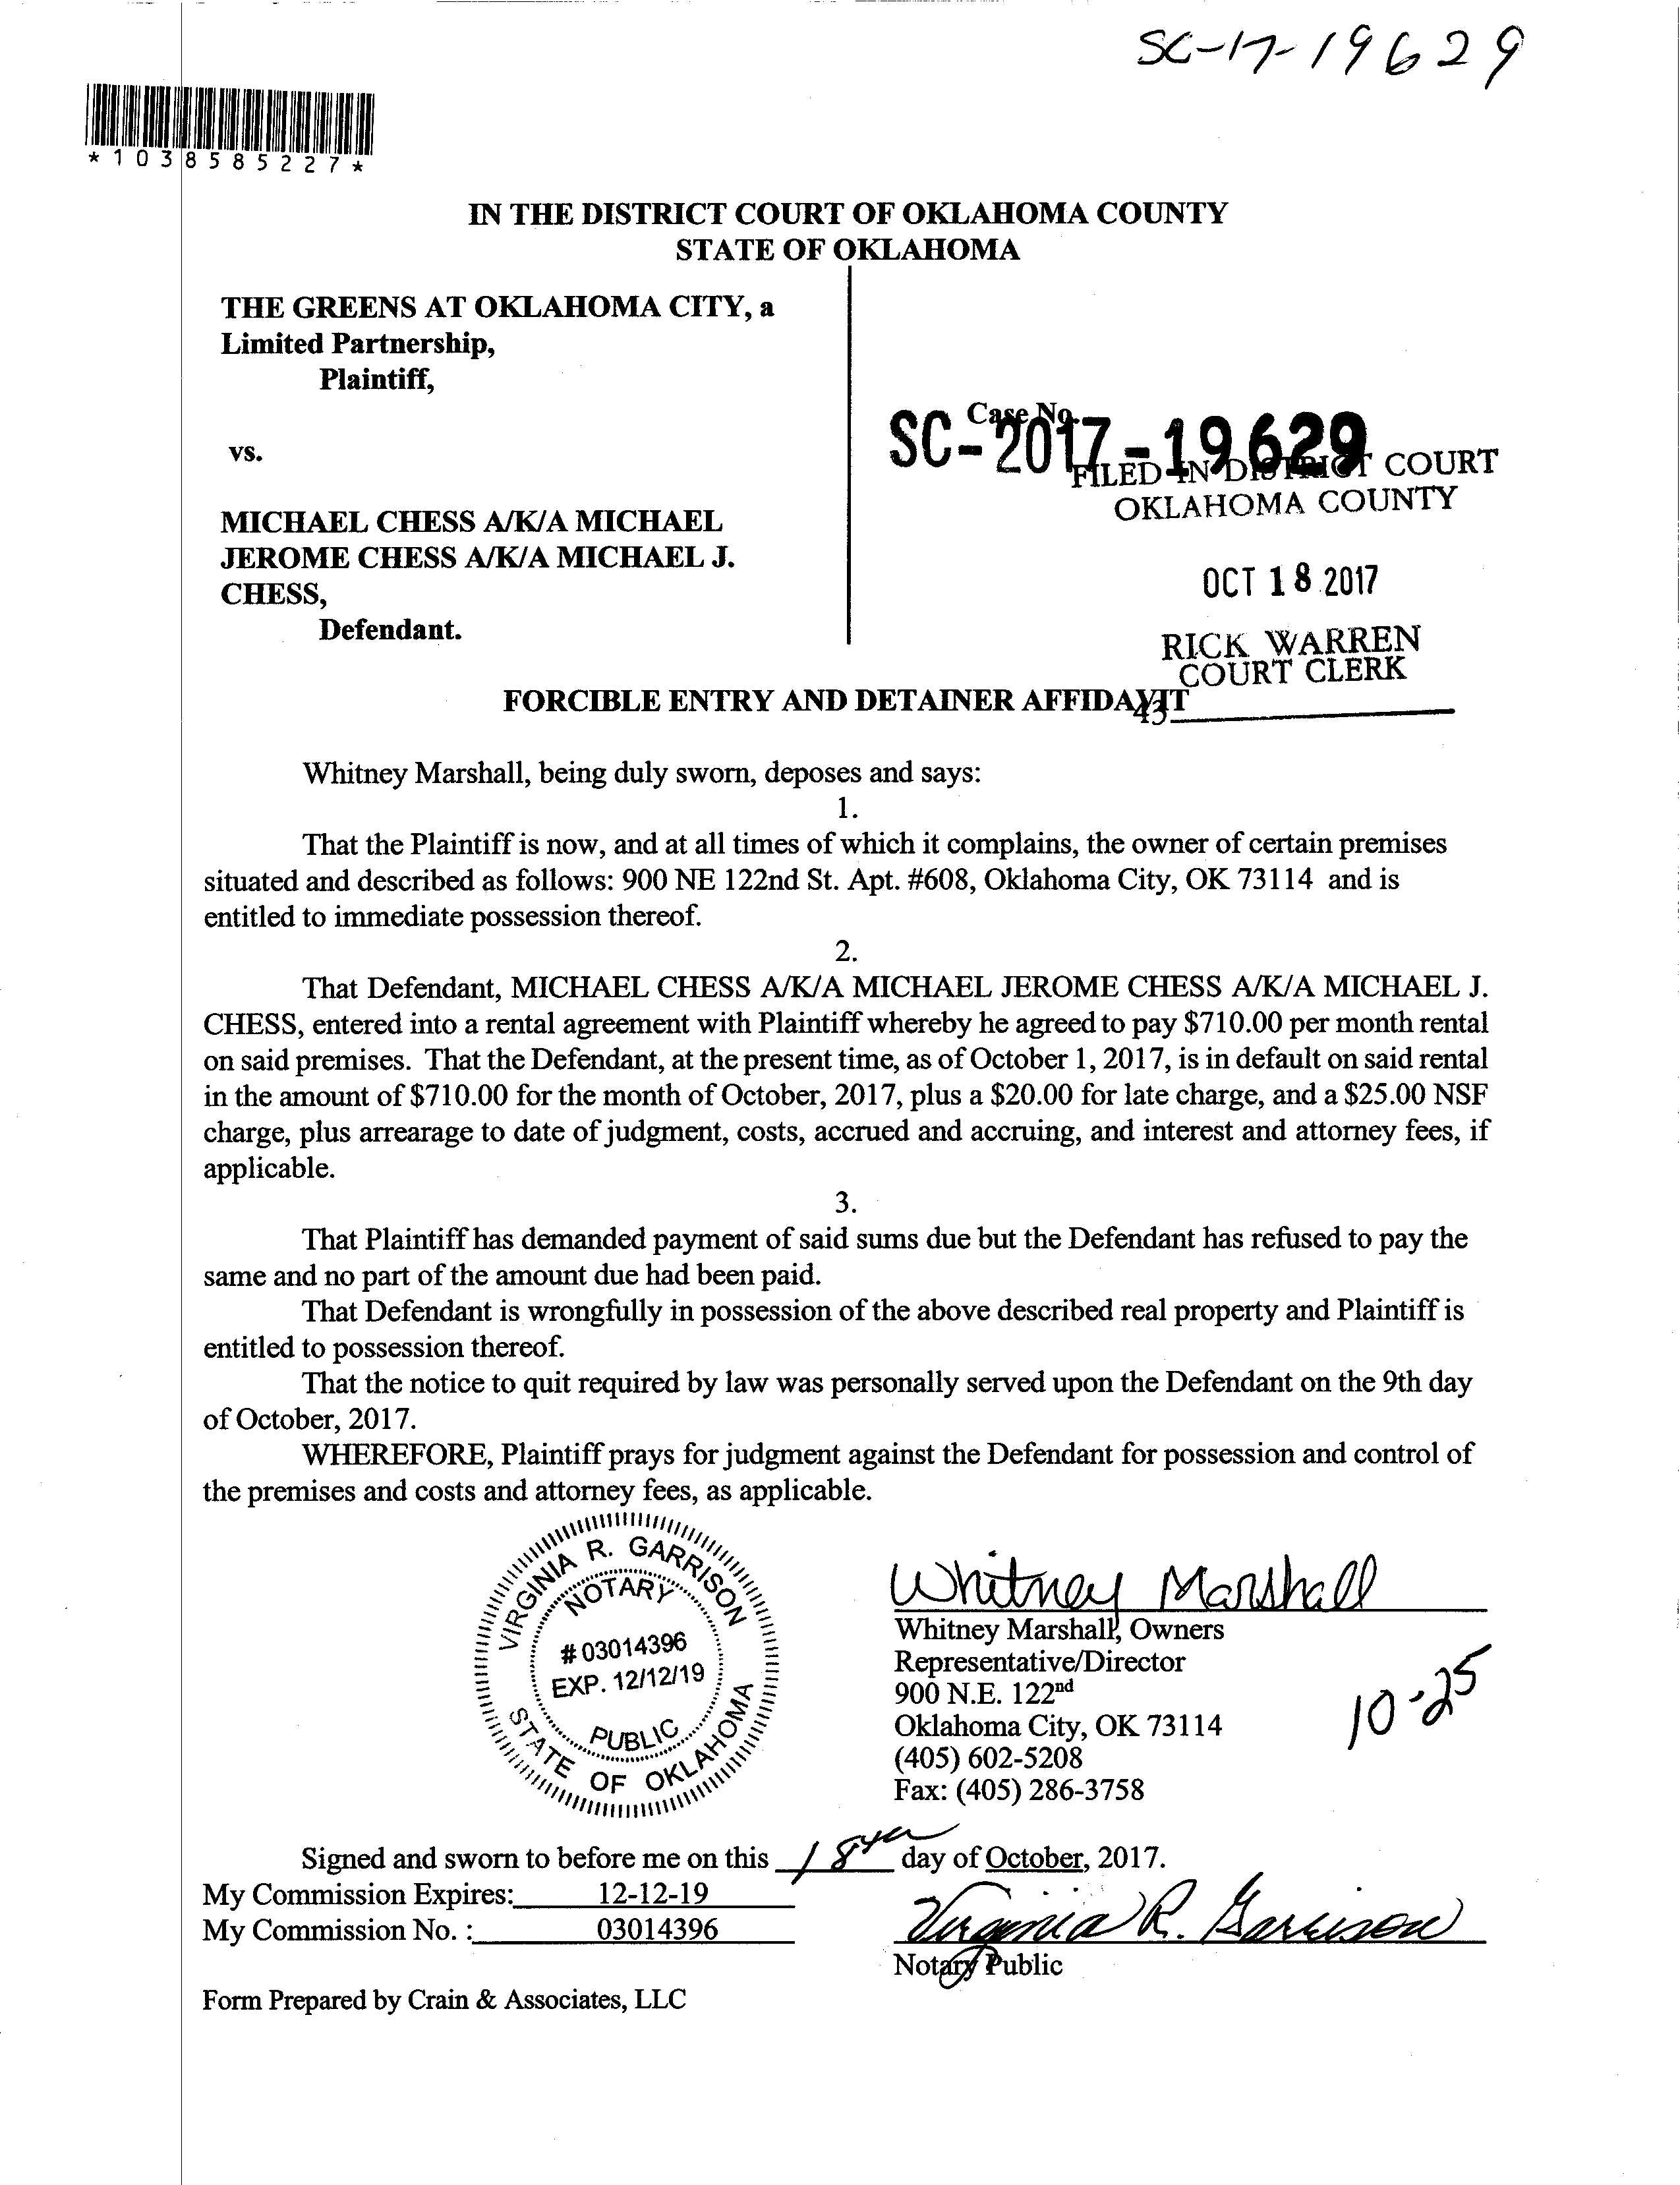 SC-17-19629
*1038585227*
IN THE DISTRICT COURT OF OKLAHOMA COUNTY
STATE OF OKLAHOMA
THE GREENS AT OKLAHOMA CITY, a
Limited Partnership,
Plaintiff,
vs.
MICHAEL CHESS A/K/A MICHAEL
JEROME CHESS A/K/A MICHAEL J.
CHESS,
Defendant.
Case No.
SC-2017-19629
FILED IN DISTRICT COURT
OKLAHOMA COUNTY
OCT 18 2017
RICK WARREN
COURT CLERK
43
FORCIBLE ENTRY AND DETAINER AFFIDAVIT
Whitney Marshall, being duly sworn, deposes and says:
1.
That the Plaintiff is now, and at all times of which it complains, the owner of certain premises
situated and described as follows: 900 NE 122nd St. Apt. #608, Oklahoma City, OK 73114 and is
entitled to immediate possession thereof.
2.
That Defendant, MICHAEL CHESS A/K/A MICHAEL JEROME CHESS A/K/A MICHAEL J.
CHESS, entered into a rental agreement with Plaintiff whereby he agreed to pay $710.00 per month rental
on said premises. That the Defendant, at the present time, as of October 1, 2017, is in default on said rental
in the amount of $710.00 for the month of October, 2017, plus a $20.00 for late charge, and a $25.00 NSF
charge, plus arrearage to date of judgment, costs, accrued and accruing, and interest and attorney fees, if
applicable.
3.
That Plaintiff has demanded payment of said sums due but the Defendant has refused to pay the
same and no part of the amount due had been paid.
That Defendant is wrongfully in possession of the above described real property and Plaintiff is
entitled to possession thereof.
That the notice to quit required by law was personally served upon the Defendant on the 9th day
of October, 2017.
WHEREFORE, Plaintiff prays for judgment against the Defendant for possession and control of
the premises and costs and attorney fees, as applicable.
VIRGINIA R. GARRISON
NOTARY
# 03014396
EXP. 12/12/19
PUBLIC
STATE OF OKLAHOMA
Whitney Marshall
Whitney Marshall, Owners
Representative/Director
900 N.E. 122nd
Oklahoma City, OK 73114
(405) 602-5208
Fax: (405) 286-3758
10-25
Signed and sworn to before me on this 18th day of October, 2017.
My Commission Expires: 12-12-19
My Commission No. : 03014396
Virginia R. Garrison
Notary Public
Form Prepared by Crain & Associates, LLC